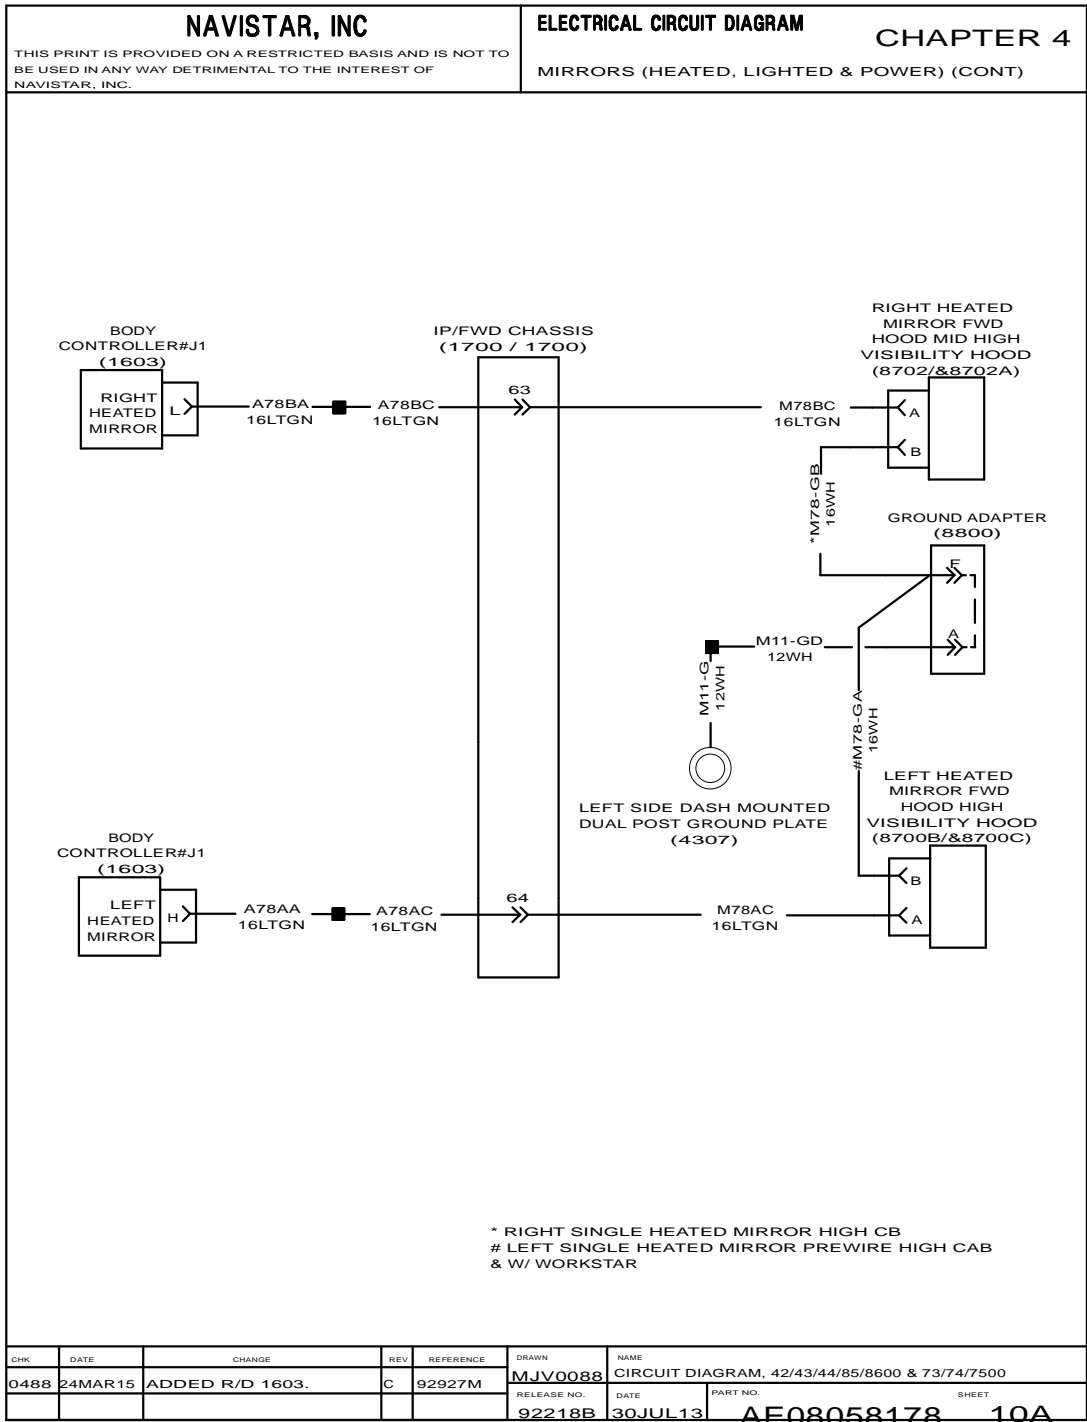 NAVISTAR, INC
THIS PRINT IS PROVIDED ON A RESTRICTED BASIS AND IS NOT TO
BE USED IN ANY WAY DETRIMENTAL TO THE INTEREST OF
NAVISTAR, INC.
ELECTRICAL CIRCUIT DIAGRAM
CHAPTER 4
MIRRORS (HEATED, LIGHTED & POWER) (CONT)
BODY
CONTROLLER#J1
(1603)
RIGHT
HEATED
MIRROR
L
A78BA
16LTGN
A78BC
16LTGN
IP/FWD CHASSIS
(1700 / 1700)
63
M78BC
16LTGN
RIGHT HEATED
MIRROR FWD
HOOD MID HIGH
VISIBILITY HOOD
(8702/&8702A)
A
B
*M78-GB
16WH
GROUND ADAPTER
(8800)
F
A
M11-GD
12WH
M11-G
12WH
#M78-GA
16WH
LEFT SIDE DASH MOUNTED
DUAL POST GROUND PLATE
(4307)
LEFT HEATED
MIRROR FWD
HOOD HIGH
VISIBILITY HOOD
(8700B/&8700C)
B
A
BODY
CONTROLLER#J1
(1603)
LEFT
HEATED
MIRROR
H
A78AA
16LTGN
A78AC
16LTGN
64
M78AC
16LTGN
* RIGHT SINGLE HEATED MIRROR HIGH CB
# LEFT SINGLE HEATED MIRROR PREWIRE HIGH CAB
& W/ WORKSTAR
CHK DATE CHANGE REV REFERENCE
0488 24MAR15 ADDED R/D 1603. C 92927M
DRAWN
MJV0088
NAME
CIRCUIT DIAGRAM, 42/43/44/85/8600 & 73/74/7500
RELEASE NO.
92218B
DATE
30JUL13
PART NO.
AF08058178
SHEET
10A